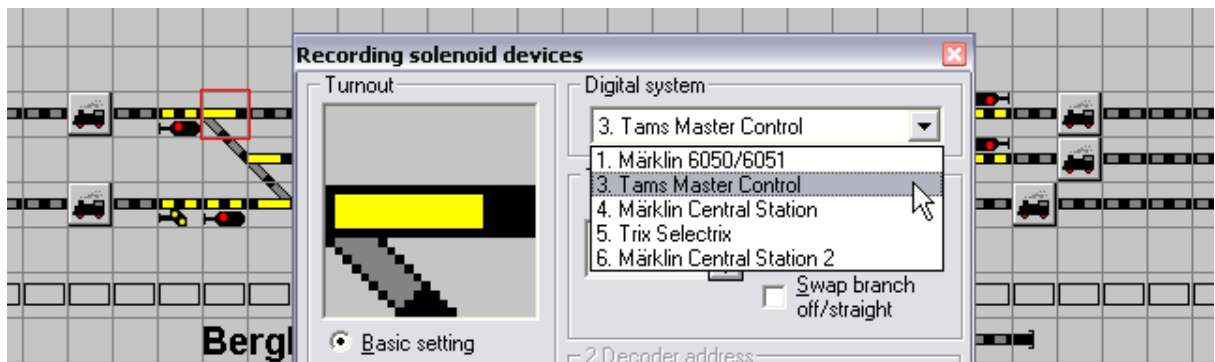 Recording solenoid devices
Turnout
Digital system
3. Tams Master Control
1. Märklin 6050/6051
3. Tams Master Control
4. Märklin Central Station
5. Trix Selectrix
6. Märklin Central Station 2
Swap branch
off/straight
Basic setting
2 Decoder address